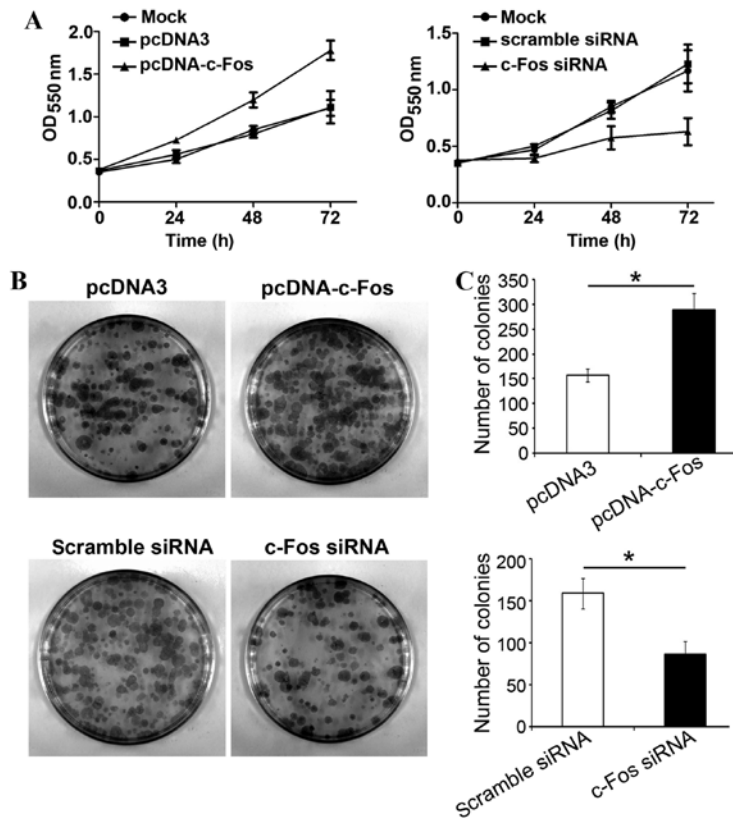 A
Mock
pcDNA3
pcDNA-c-Fos
OD550 nm
2.0
1.5
1.0
0.5
0.0
0 24 48 72
Time (h)
Mock
scramble siRNA
c-Fos siRNA
OD550 nm
1.5
1.0
0.5
0.0
0 24 48 72
Time (h)
B
pcDNA3
pcDNA-c-Fos
Scramble siRNA
c-Fos siRNA
C
Number of colonies
350
300
250
200
150
100
50
0
*
pcDNA3
pcDNA-c-Fos
Number of colonies
200
150
100
50
0
*
Scramble siRNA
c-Fos siRNA